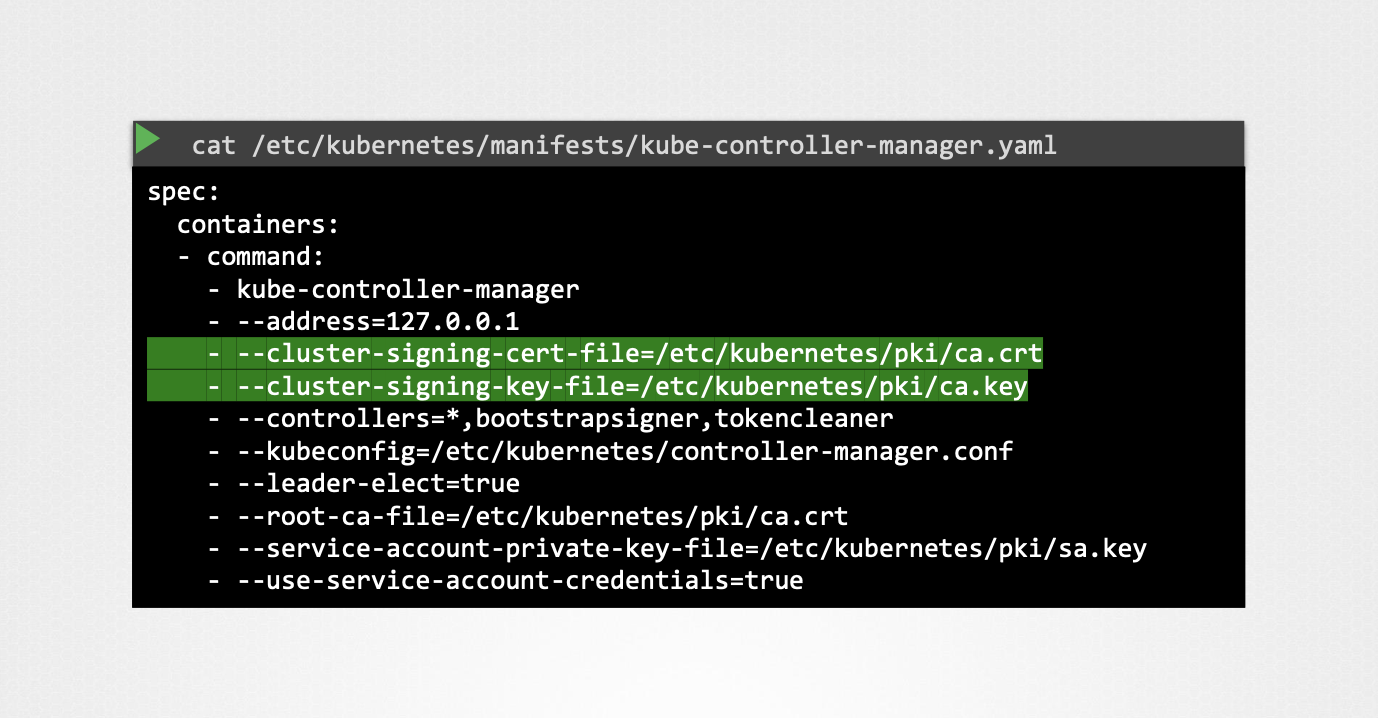 cat /etc/kubernetes/manifests/kube-controller-manager.yaml
spec:
  containers:
  - command:
    - kube-controller-manager
    - --address=127.0.0.1
    - --cluster-signing-cert-file=/etc/kubernetes/pki/ca.crt
    - --cluster-signing-key-file=/etc/kubernetes/pki/ca.key
    - --controllers=*,bootstrapsigner,tokencleaner
    - --kubeconfig=/etc/kubernetes/controller-manager.conf
    - --leader-elect=true
    - --root-ca-file=/etc/kubernetes/pki/ca.crt
    - --service-account-private-key-file=/etc/kubernetes/pki/sa.key
    - --use-service-account-credentials=true